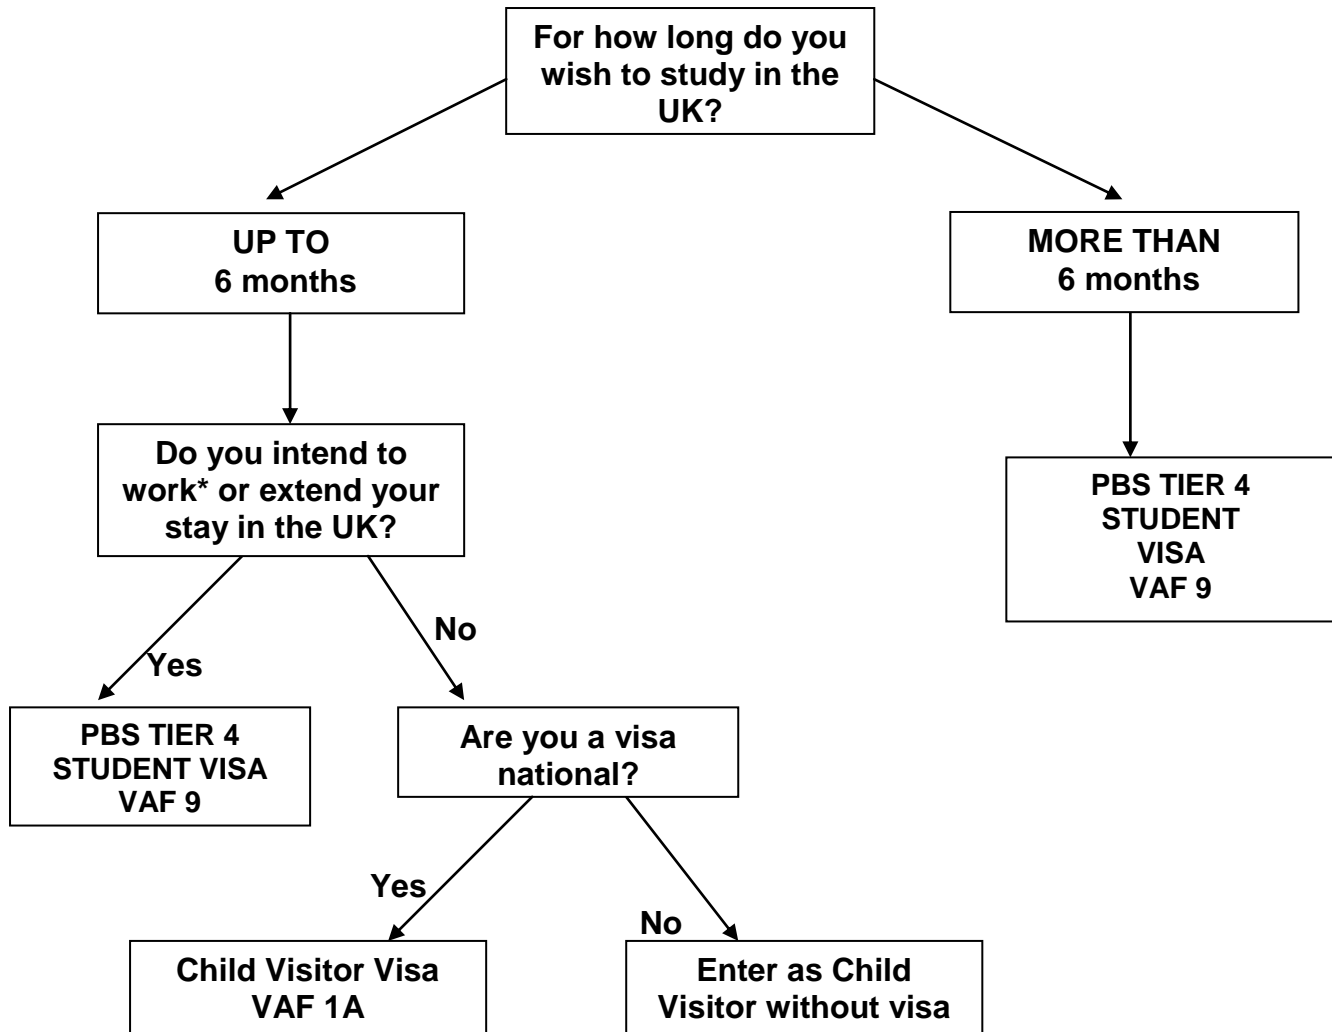 For how long do you
wish to study in the
UK?
UP TO
6 months
MORE THAN
6 months
Do you intend to
work* or extend your
stay in the UK?
PBS TIER 4
STUDENT
VISA
VAF 9
Yes
No
PBS TIER 4
STUDENT VISA
VAF 9
Are you a visa
national?
Yes
No
Child Visitor Visa
VAF 1A
Enter as Child
Visitor without visa